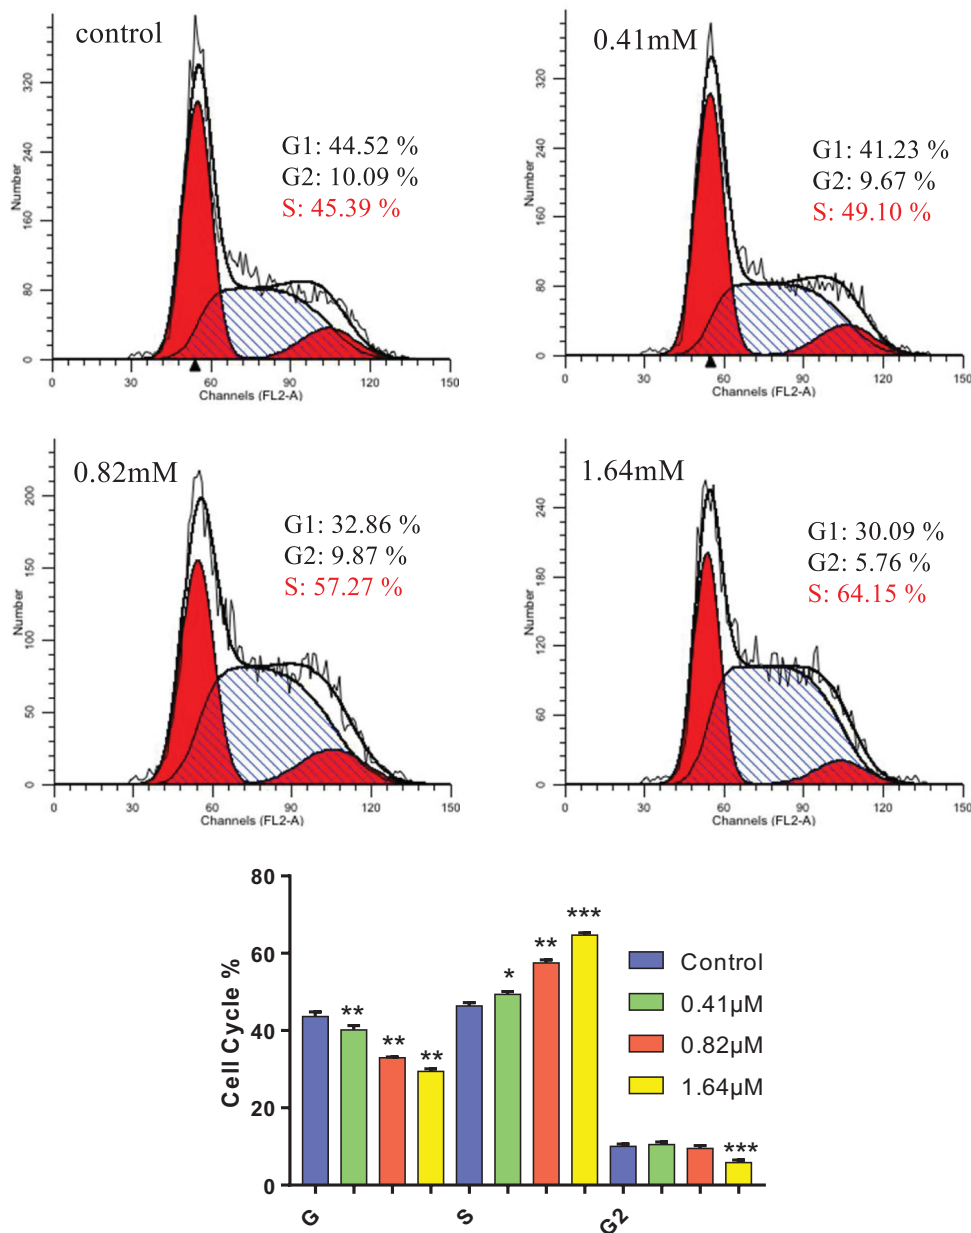 control
G1: 44.52 %
G2: 10.09 %
S: 45.39 %
Number
0 80 160 240 320
0 30 60 90 120 150
Channels (FL2-A)
0.41mM
G1: 41.23 %
G2: 9.67 %
S: 49.10 %
Number
0 80 160 240 320
0 30 60 90 120 150
Channels (FL2-A)
0.82mM
G1: 32.86 %
G2: 9.87 %
S: 57.27 %
Number
0 50 100 150 200
0 30 60 90 120 150
Channels (FL2-A)
1.64mM
G1: 30.09 %
G2: 5.76 %
S: 64.15 %
Number
0 60 120 180 240
0 30 60 90 120 150
Channels (FL2-A)
Cell Cycle %
80
60
40
20
0
** ** **
* ** ***
***
G S G2
Control
0.41µM
0.82µM
1.64µM